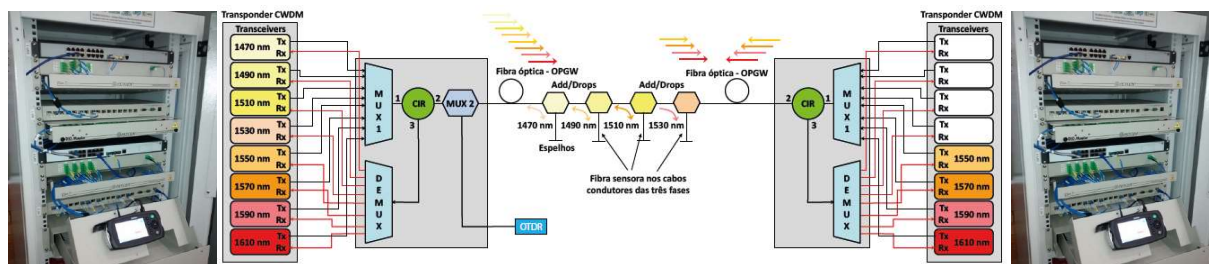 Transponder CWDM
Transceivers
1470 nm Tx
Rx
1490 nm Tx
Rx
1510 nm Tx
Rx
1530 nm Tx
Rx
1550 nm Tx
Rx
1570 nm Tx
Rx
1590 nm Tx
Rx
1610 nm Tx
Rx
MUX 1
DEMUX
1
CIR
2
3
MUX 2
OTDR
Fibra óptica - OPGW
Add/Drops
1470 nm
1490 nm
1510 nm
1530 nm
Espelhos
Fibra sensora nos cabos
condutores das três fases
Add/Drops
Fibra óptica - OPGW
2
CIR
1
3
MUX 1
DEMUX
Transponder CWDM
Transceivers
Tx
Rx
Tx
Rx
Tx
Rx
Tx
Rx
Tx
Rx 1550 nm
Tx
Rx 1570 nm
Tx
Rx 1590 nm
Tx
Rx 1610 nm